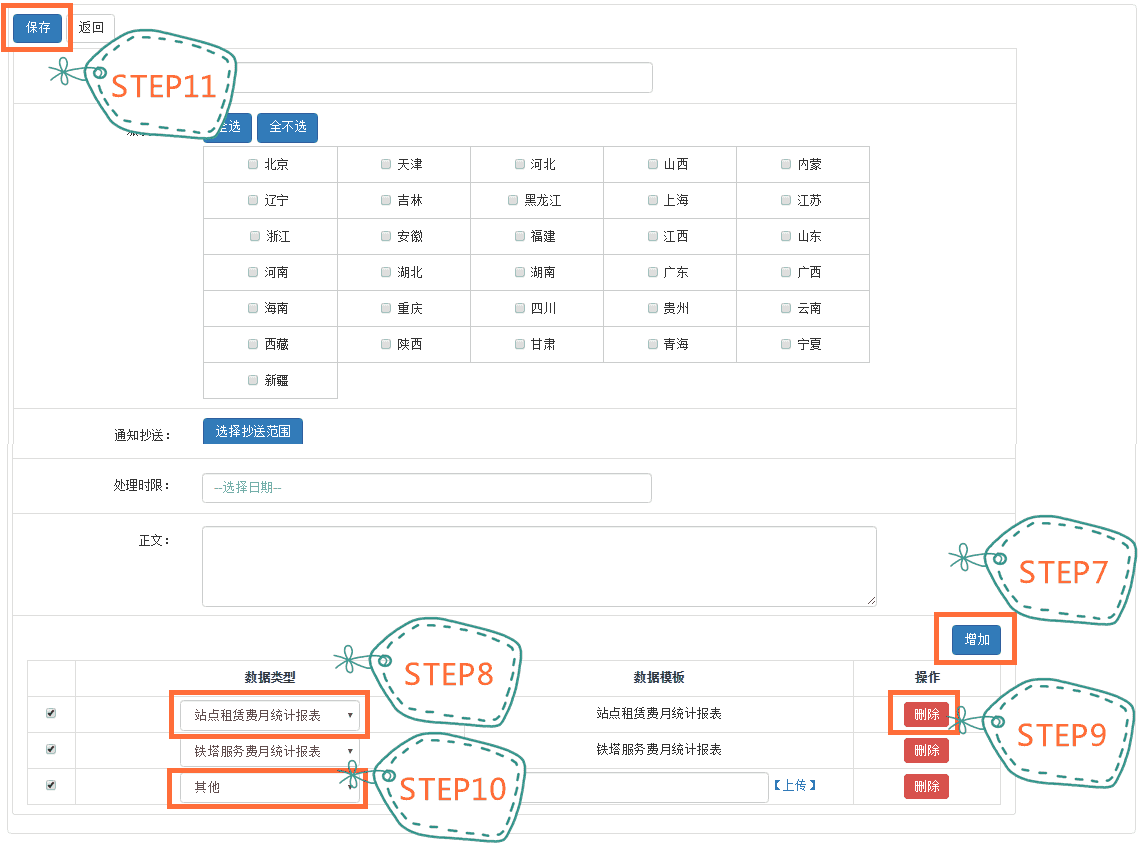 保存 返回
STEP11
全选 全不选
北京 天津 河北 山西 内蒙
辽宁 吉林 黑龙江 上海 江苏
浙江 安徽 福建 江西 山东
河南 湖北 湖南 广东 广西
海南 重庆 四川 贵州 云南
西藏 陕西 甘肃 青海 宁夏
新疆
通知抄送： 选择抄送范围
处理时限： --选择日期--
正文：
STEP7
增加
STEP8
数据类型 数据模板 操作
站点租赁费月统计报表 站点租赁费月统计报表 删除
STEP9
铁塔服务费月统计报表 铁塔服务费月统计报表 删除
STEP10
其他 【上传】 删除